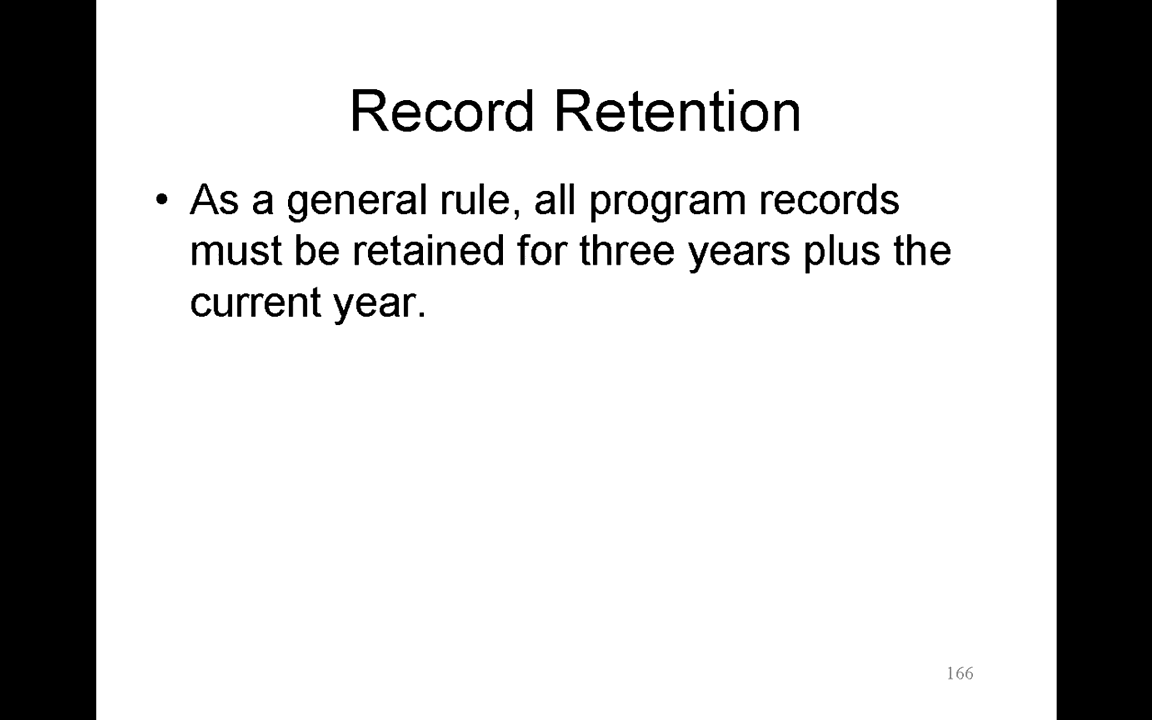 Record Retention
• As a general rule, all program records
must be retained for three years plus the
current year.
166